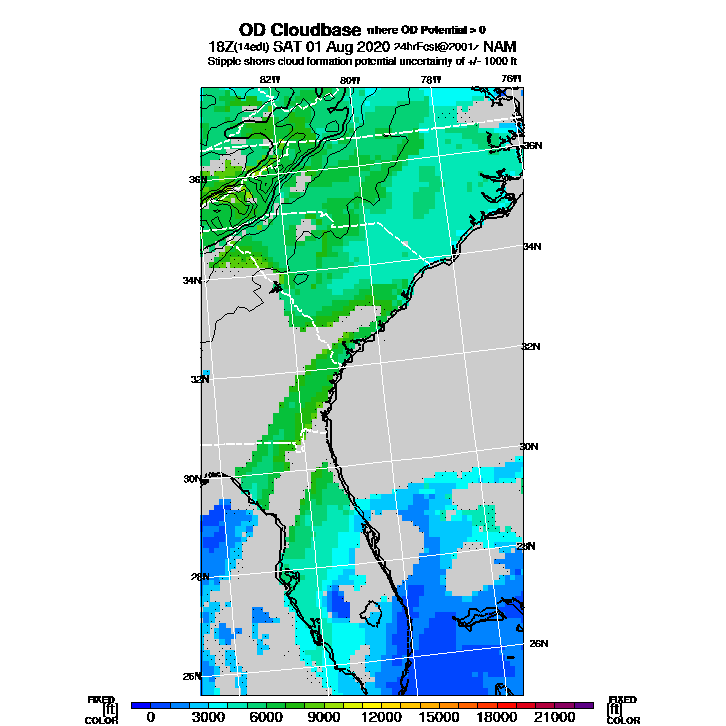 OD Cloudbase where OD Potential > 0
18Z(14edt) SAT 01 Aug 2020 24hrFcst@2001z NAM
Stipple shows cloud formation potential uncertainty of +/- 1000 ft
82W 80W 78W 76W
36N 36N
34N 34N
32N 32N
30N 30N
28N 28N
26N 26N
FIXED [ft] COLOR
0 3000 6000 9000 12000 15000 18000 21000
FIXED [ft] COLOR